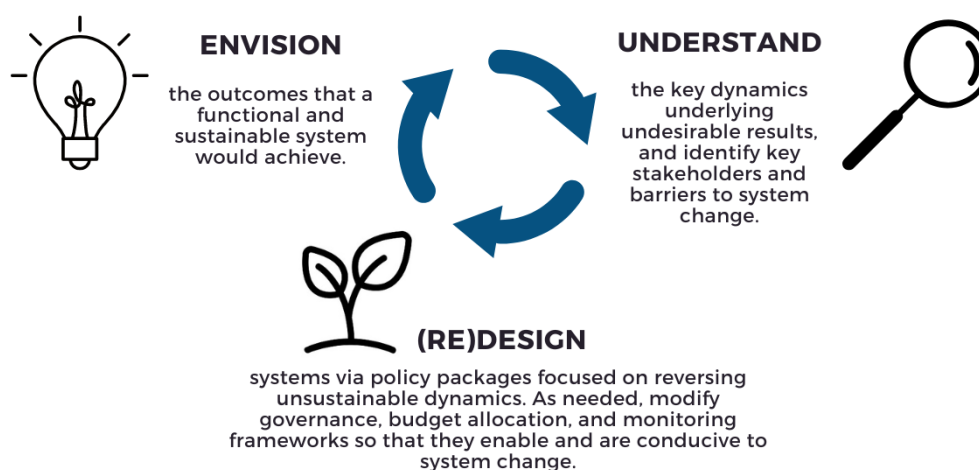 ENVISION
the outcomes that a
functional and
sustainable system
would achieve.
UNDERSTAND
the key dynamics
underlying
undesirable results,
and identify key
stakeholders and
barriers to system
change.
(RE)DESIGN
systems via policy packages focused on reversing
unsustainable dynamics. As needed, modify
governance, budget allocation, and monitoring
frameworks so that they enable and are conducive to
system change.